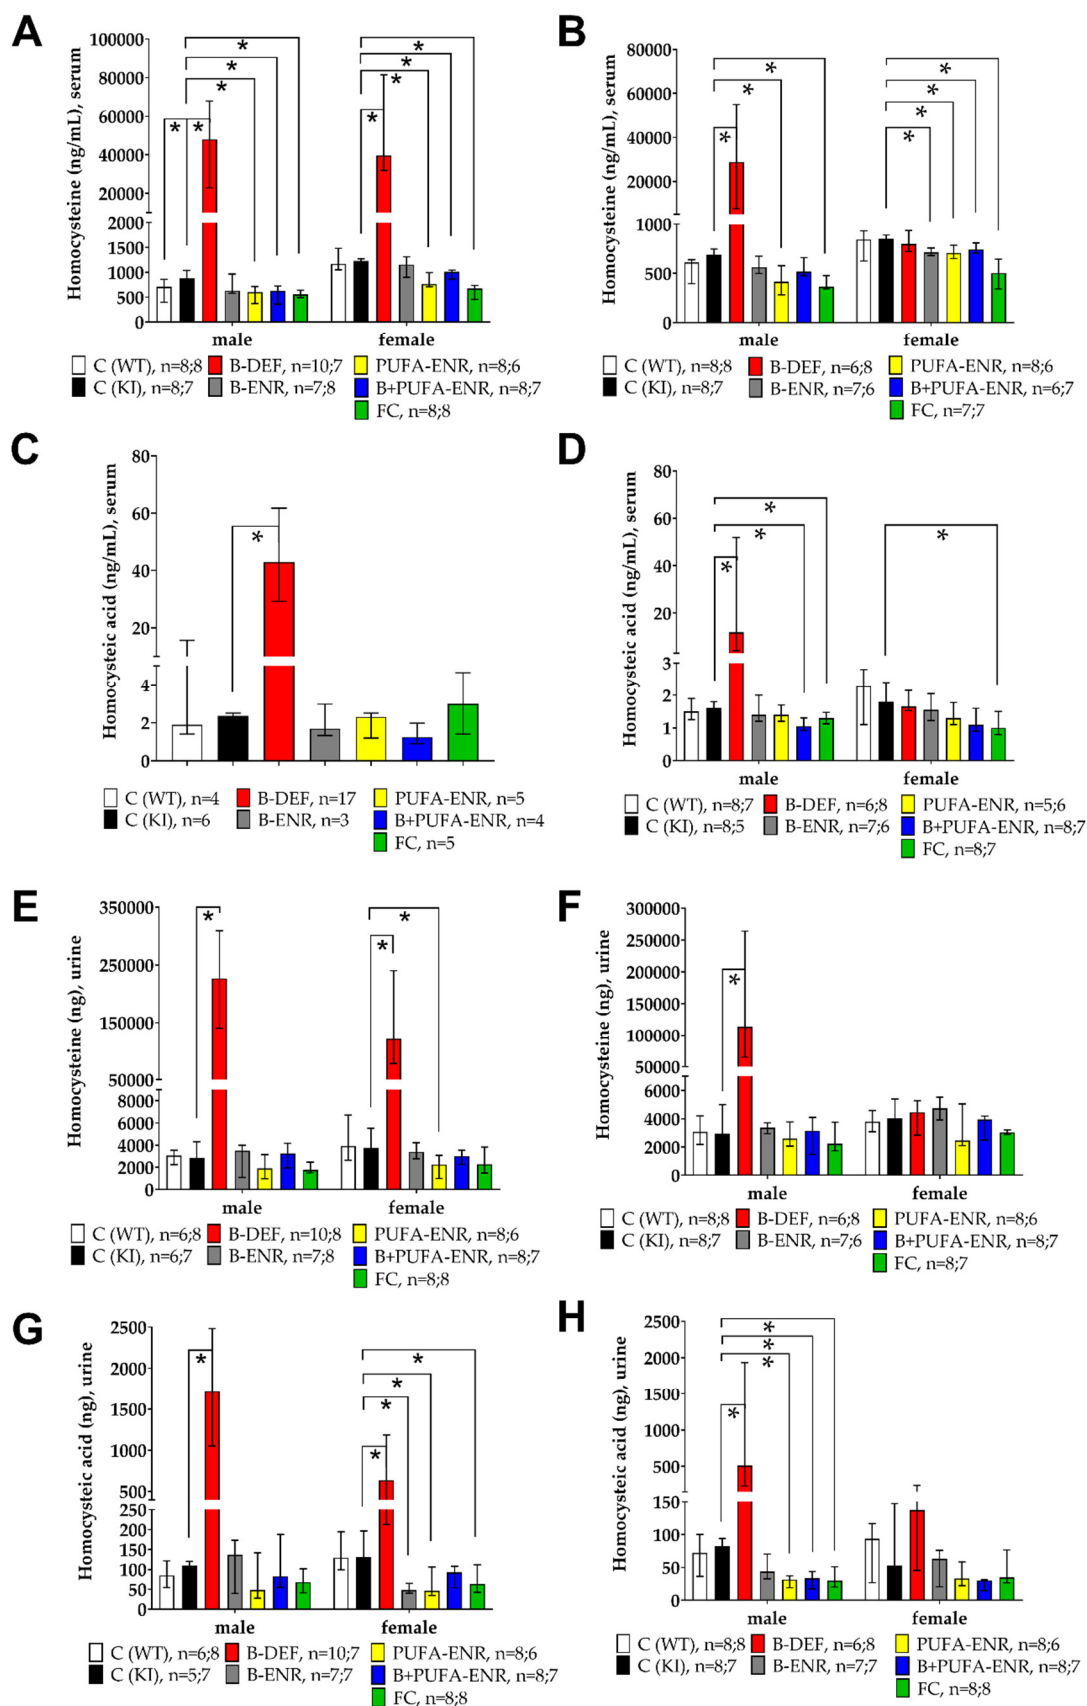 A
Homocysteine (ng/mL), serum
100000
80000
60000
40000
20000
2000
1500
1000
500
0
* * *
* * *
* * *
*
male
female
C (WT), n=8;8
B-DEF, n=10;7
PUFA-ENR, n=8;6
C (KI), n=8;7
B-ENR, n=7;8
B+PUFA-ENR, n=8;7
FC, n=8;8
B
Homocysteine (ng/mL), serum
80000
60000
40000
20000
1000
500
0
* * *
* * * *
male
female
C (WT), n=8;8
B-DEF, n=6;8
PUFA-ENR, n=8;6
C (KI), n=8;7
B-ENR, n=7;6
B+PUFA-ENR, n=6;7
FC, n=7;7
C
Homocysteic acid (ng/mL), serum
80
60
40
20
4
2
0
*
C (WT), n=4
B-DEF, n=17
PUFA-ENR, n=5
C (KI), n=6
B-ENR, n=3
B+PUFA-ENR, n=4
FC, n=5
D
Homocysteic acid (ng/mL), serum
80
60
40
20
3
2
1
0
* * *
*
male
female
C (WT), n=8;7
B-DEF, n=6;8
PUFA-ENR, n=5;6
C (KI), n=8;5
B-ENR, n=7;6
B+PUFA-ENR, n=8;7
FC, n=8;7
E
Homocysteine (ng), urine
350000
250000
150000
50000
8000
6000
4000
2000
0
*
* *
male
female
C (WT), n=6;8
B-DEF, n=10;8
PUFA-ENR, n=8;6
C (KI), n=6;7
B-ENR, n=7;8
B+PUFA-ENR, n=8;7
FC, n=8;8
F
Homocysteine (ng), urine
300000
250000
200000
150000
100000
50000
6000
4000
2000
0
*
male
female
C (WT), n=8;8
B-DEF, n=6;8
PUFA-ENR, n=8;6
C (KI), n=8;7
B-ENR, n=7;6
B+PUFA-ENR, n=8;7
FC, n=8;7
G
Homocysteic acid (ng), urine
2500
2000
1500
1000
500
200
150
100
50
0
*
* * * *
male
female
C (WT), n=6;8
B-DEF, n=10;7
PUFA-ENR, n=8;6
C (KI), n=5;7
B-ENR, n=7;7
B+PUFA-ENR, n=8;7
FC, n=8;8
H
Homocysteic acid (ng), urine
2500
2000
1500
1000
500
150
100
50
0
* * * *
male
female
C (WT), n=8;8
B-DEF, n=6;8
PUFA-ENR, n=8;6
C (KI), n=8;7
B-ENR, n=7;7
B+PUFA-ENR, n=8;7
FC, n=8;8